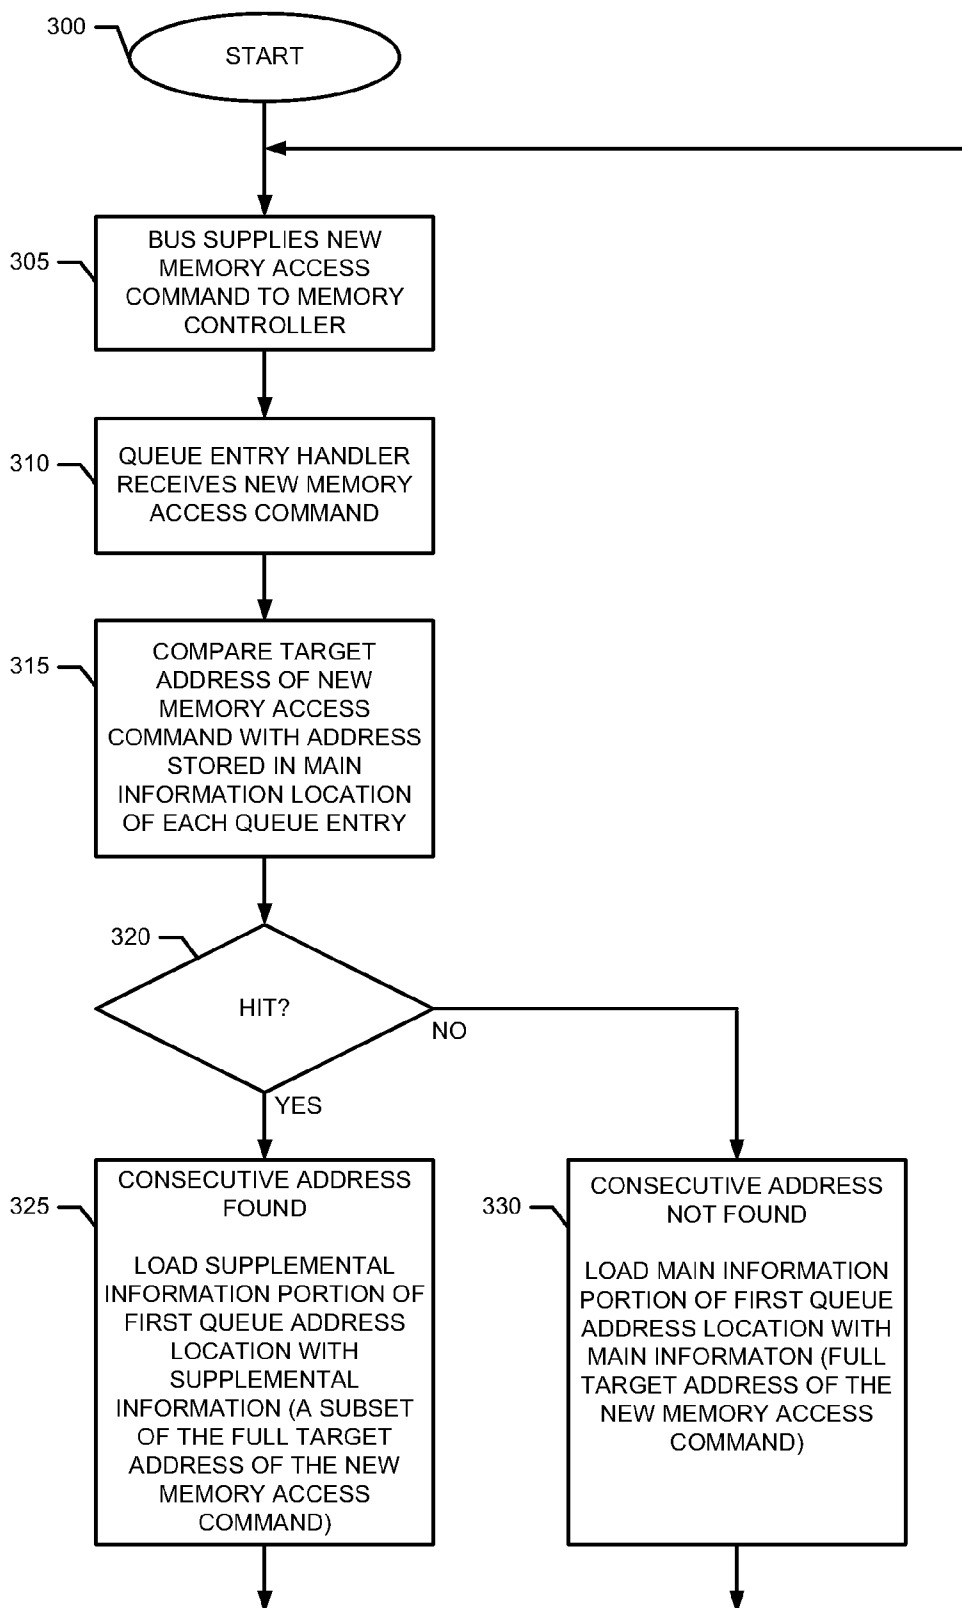 300
START
305
BUS SUPPLIES NEW
MEMORY ACCESS
COMMAND TO MEMORY
CONTROLLER
310
QUEUE ENTRY HANDLER
RECEIVES NEW MEMORY
ACCESS COMMAND
315
COMPARE TARGET
ADDRESS OF NEW
MEMORY ACCESS
COMMAND WITH ADDRESS
STORED IN MAIN
INFORMATION LOCATION
OF EACH QUEUE ENTRY
320
HIT?
NO
YES
325
CONSECUTIVE ADDRESS
FOUND
LOAD SUPPLEMENTAL
INFORMATION PORTION OF
FIRST QUEUE ADDRESS
LOCATION WITH
SUPPLEMENTAL
INFORMATION (A SUBSET
OF THE FULL TARGET
ADDRESS OF THE NEW
MEMORY ACCESS
COMMAND)
330
CONSECUTIVE ADDRESS
NOT FOUND
LOAD MAIN INFORMATION
PORTION OF FIRST QUEUE
ADDRESS LOCATION WITH
MAIN INFORMATON (FULL
TARGET ADDRESS OF THE
NEW MEMORY ACCESS
COMMAND)